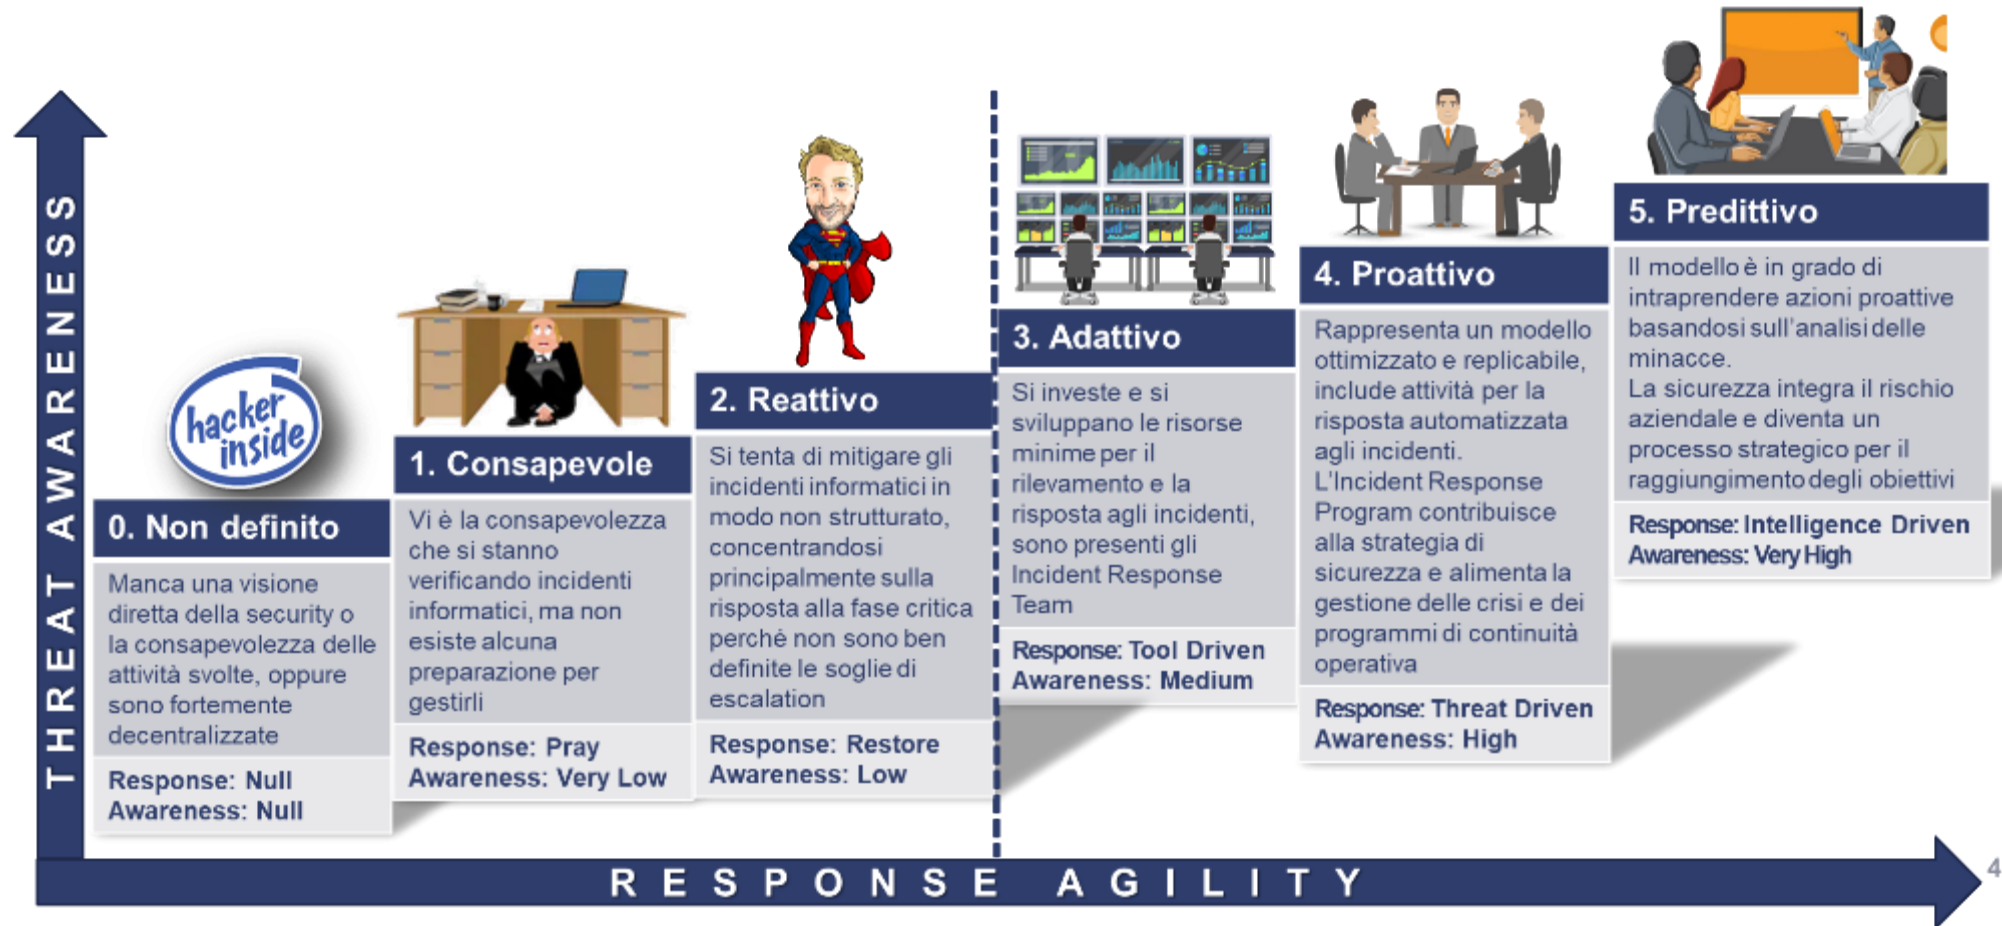 THREAT AWARENESS
hacker
inside
0. Non definito
Manca una visione
diretta della security o
la consapevolezza delle
attività svolte, oppure
sono fortemente
decentralizzate
Response: Null
Awareness: Null
1. Consapevole
Vi è la consapevolezza
che si stanno
verificando incidenti
informatici, ma non
esiste alcuna
preparazione per
gestirli
Response: Pray
Awareness: Very Low
2. Reattivo
Si tenta di mitigare gli
incidenti informatici in
modo non strutturato,
concentrandosi
principalmente sulla
risposta alla fase critica
perché non sono ben
definite le soglie di
escalation
Response: Restore
Awareness: Low
3. Adattivo
Si investe e si
sviluppano le risorse
minime per il
rilevamento e la
risposta agli incidenti,
sono presenti gli
Incident Response
Team
Response: Tool Driven
Awareness: Medium
4. Proattivo
Rappresenta un modello
ottimizzato e replicabile,
include attività per la
risposta automatizzata
agli incidenti.
L'Incident Response
Program contribuisce
alla strategia di
sicurezza e alimenta la
gestione delle crisi e dei
programmi di continuità
operativa
Response: Threat Driven
Awareness: High
5. Predittivo
Il modello è in grado di
intraprendere azioni proattive
basandosi sull'analisi delle
minacce.
La sicurezza integra il rischio
aziendale e diventa un
processo strategico per il
raggiungimento degli obiettivi
Response: Intelligence Driven
Awareness: Very High
RESPONSE AGILITY
4